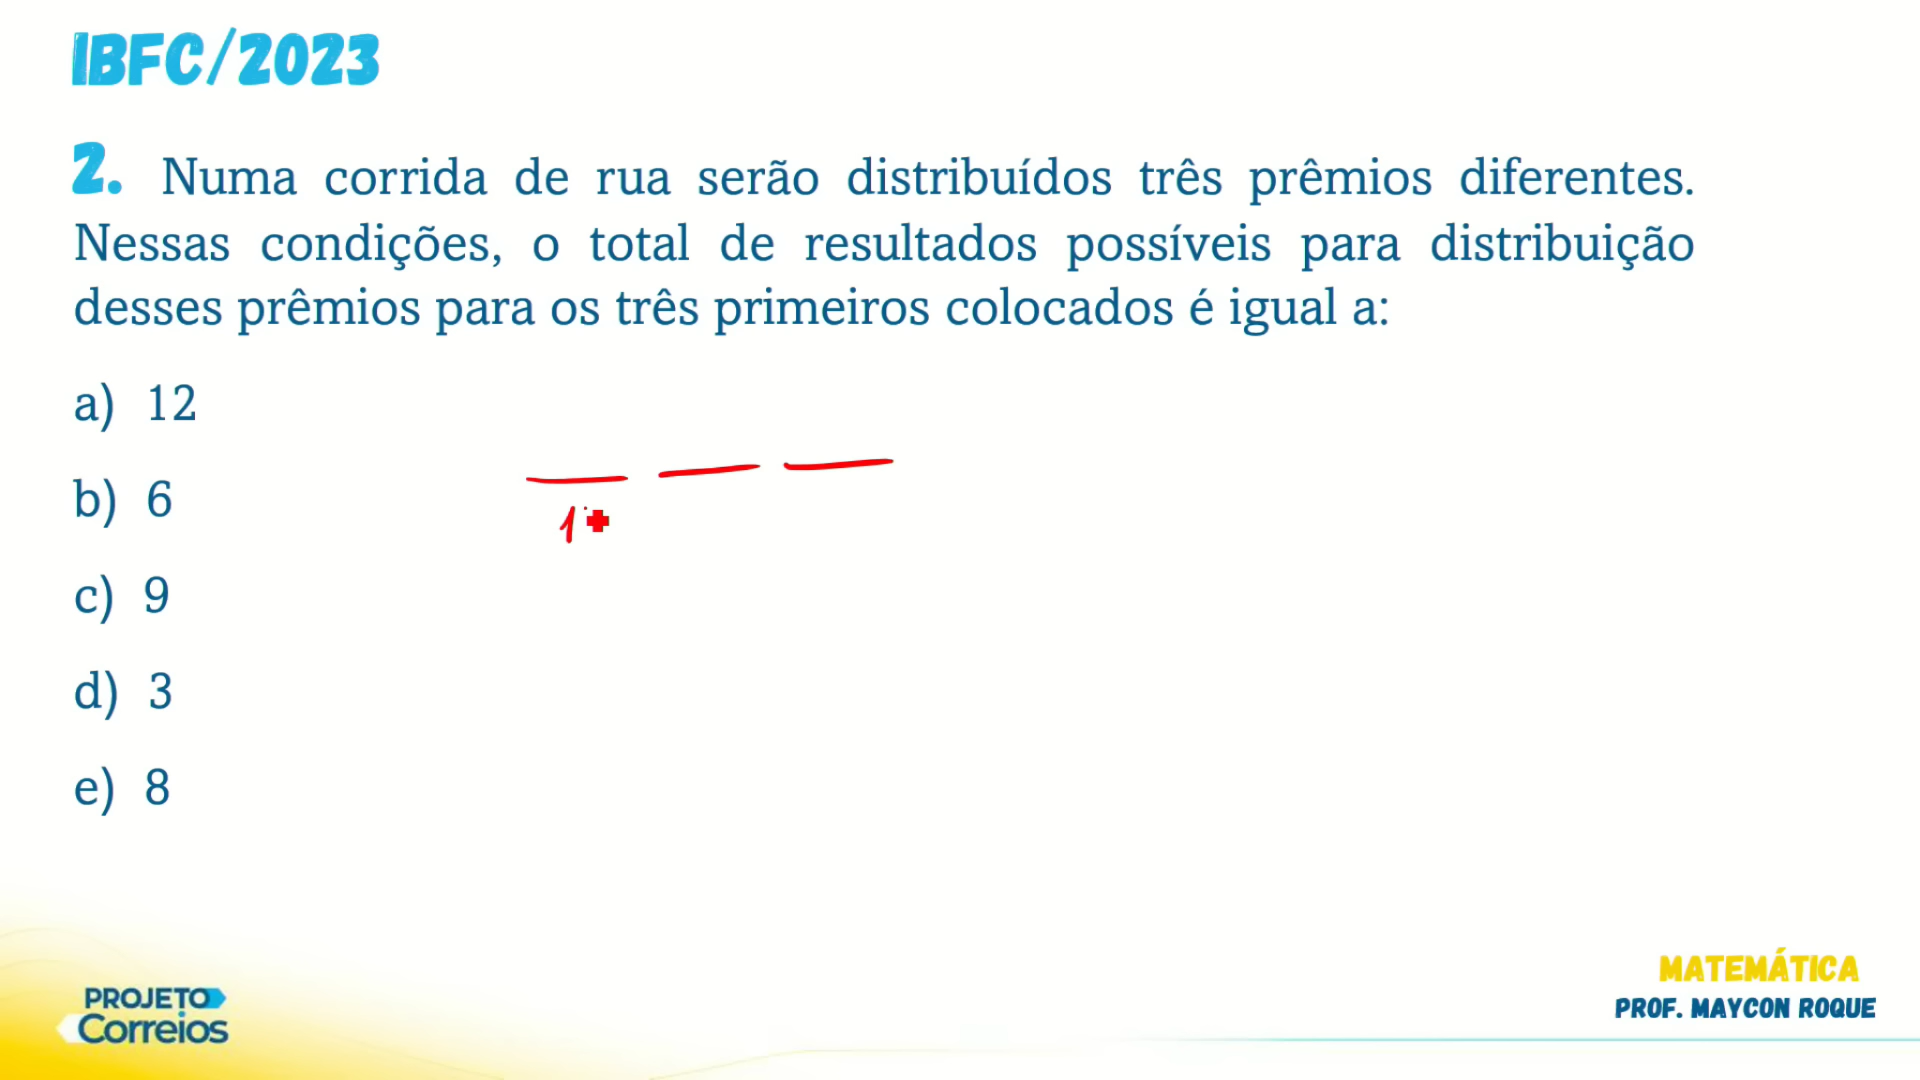 IBFC/2023
2. Numa corrida de rua serão distribuídos três prêmios diferentes.
Nessas condições, o total de resultados possíveis para distribuição
desses prêmios para os três primeiros colocados é igual a:
a) 12
b) 6
1
c) 9
d) 3
e) 8
MATEMÁTICA
PROF. MAYCON ROQUE
PROJETO
Correios